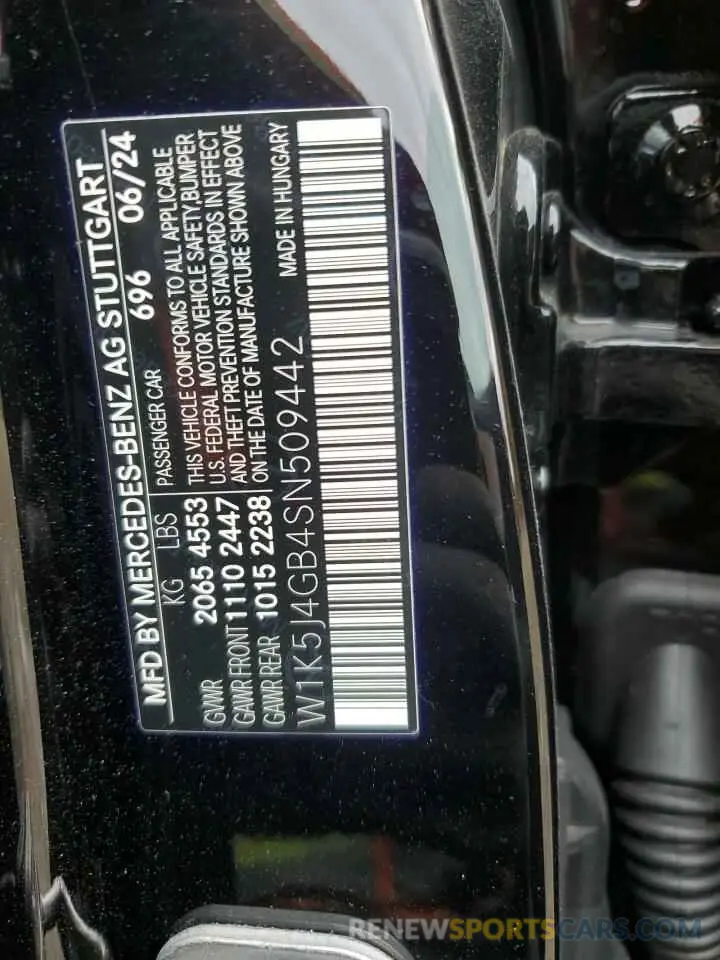 MFD BY MERCEDES-BENZ AG STUTTGART
KG LBS 696 06/24
GVWR 2065 4553
GAWR FRONT 1110 2447
GAWR REAR 1015 2238
PASSENGER CAR
THIS VEHICLE CONFORMS TO ALL APPLICABLE
U.S. FEDERAL MOTOR VEHICLE SAFETY, BUMPER
AND THEFT PREVENTION STANDARDS IN EFFECT
ON THE DATE OF MANUFACTURE SHOWN ABOVE
W1K5J4GB4SN509442 MADE IN HUNGARY
RENEWSPORTSCARS.COM